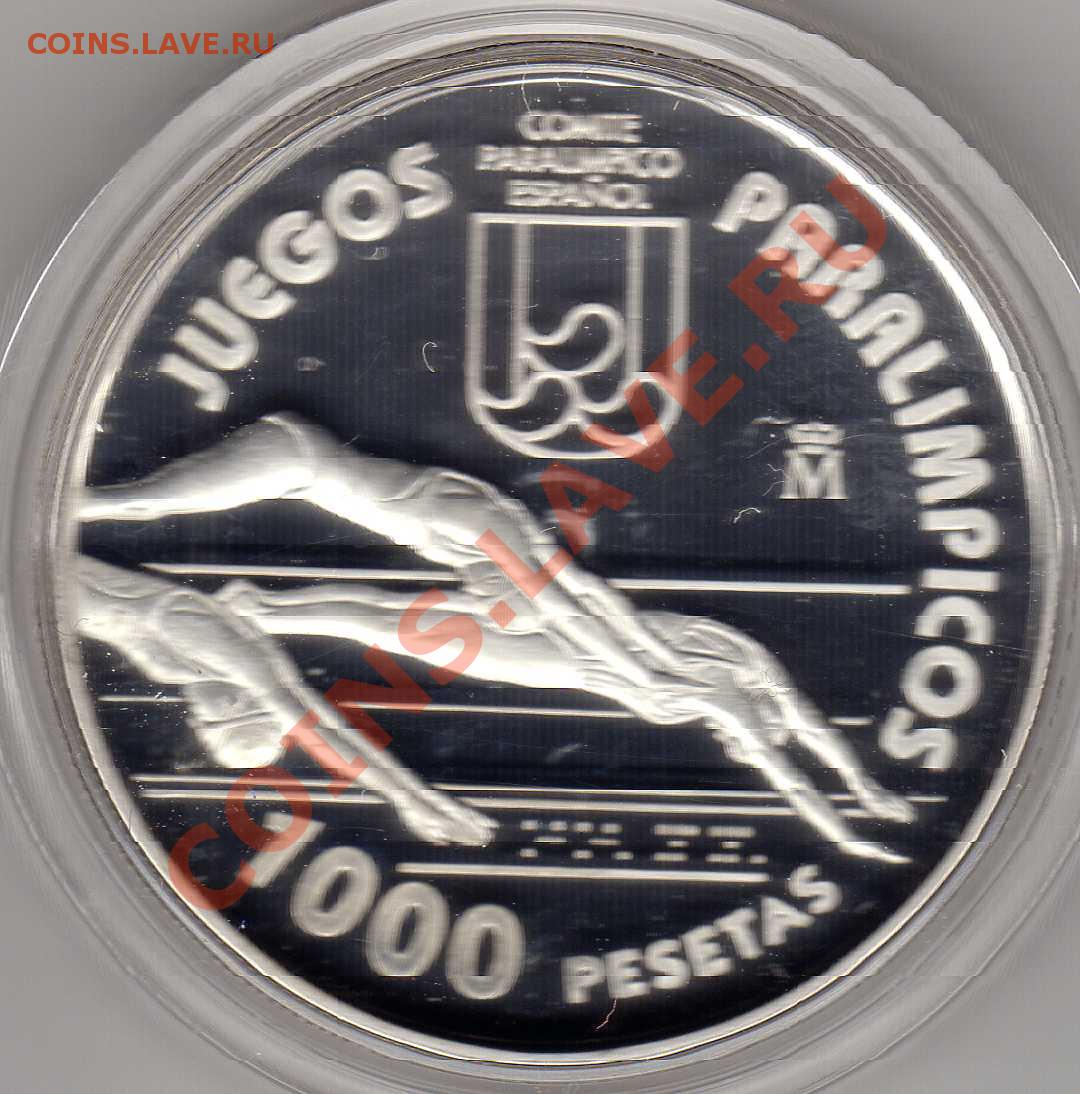 COINS.LAVE.RU
COMITE
PARALIMPICO
ESPAÑOL
JUEGOS PARALIMPICOS
M
COINS.LAVE.RU
1000 PESETAS